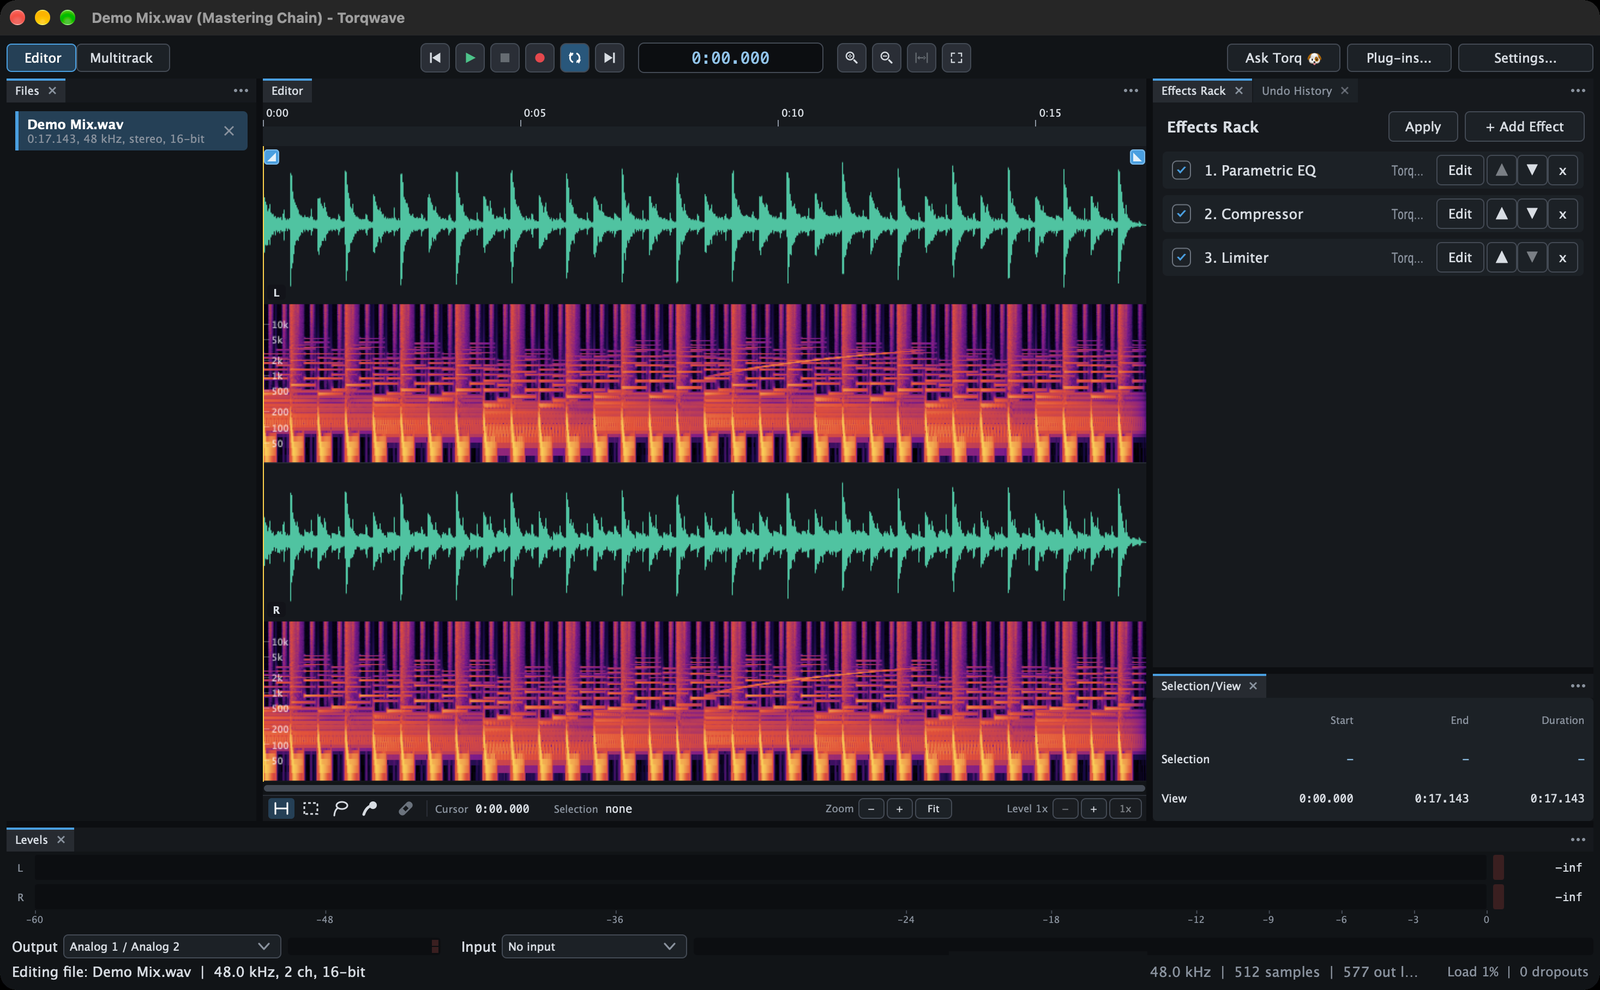 Demo Mix.wav (Mastering Chain) - Torqwave
Editor
Multitrack
0:00.000
Ask Torq
Plug-ins...
Settings...
Files
Demo Mix.wav
0:17.143, 48 kHz, stereo, 16-bit
Editor
0:00
0:05
0:10
0:15
L
10k
5k
2k
1k
500
200
100
50
R
10k
5k
2k
1k
500
200
100
50
Cursor 0:00.000
Selection none
Zoom - + Fit
Level 1x - + 1x
Effects Rack
Undo History
Effects Rack
Apply
+ Add Effect
1. Parametric EQ Torq... Edit ▲ ▼ x
2. Compressor Torq... Edit ▲ ▼ x
3. Limiter Torq... Edit ▲ ▼ x
Selection/View
Start End Duration
Selection – – –
View 0:00.000 0:17.143 0:17.143
Levels
L -inf
R -inf
-60 -48 -36 -24 -18 -12 -9 -6 -3 0
Output Analog 1 / Analog 2
Input No input
Editing file: Demo Mix.wav | 48.0 kHz, 2 ch, 16-bit
48.0 kHz | 512 samples | 577 out l... Load 1% | 0 dropouts